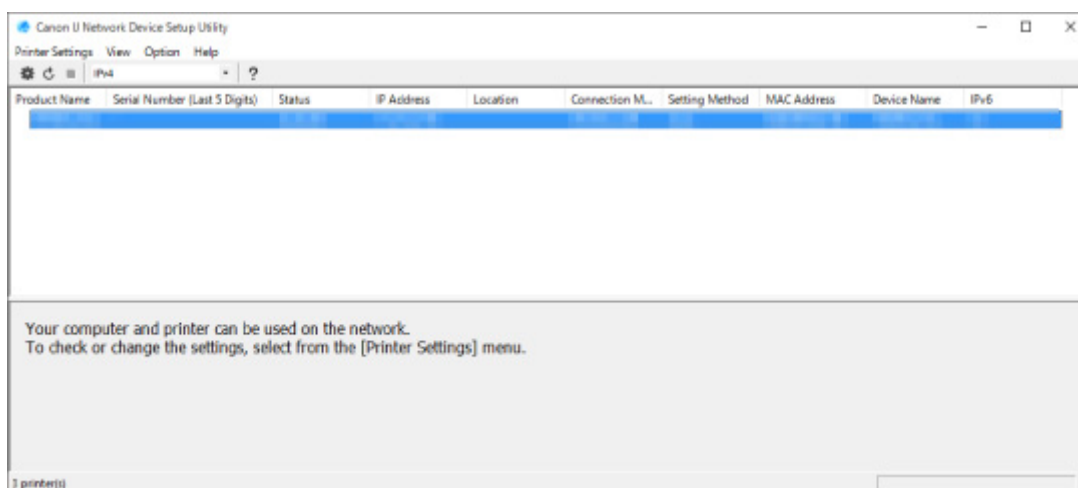 Canon IJ Network Device Setup Utility
Printer Settings View Option Help
IPv4 ?
Product Name Serial Number (Last 5 Digits) Status IP Address Location Connection M... Setting Method MAC Address Device Name IPv6
Your computer and printer can be used on the network.
To check or change the settings, select from the [Printer Settings] menu.
1 printer(s)